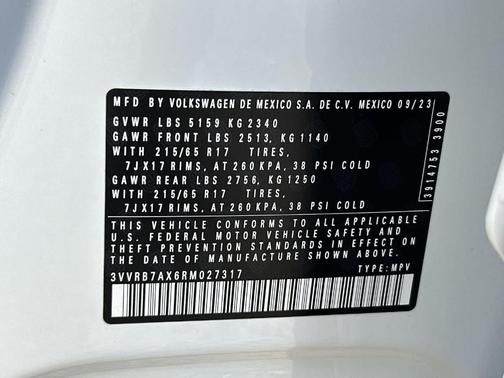 MFD BY VOLKSWAGEN DE MEXICO S.A. DE C.V. MEXICO 09/23
GVWR LBS 5159 KG 2340
GAWR FRONT LBS 2513, KG 1140
WITH 215/65 R17 TIRES,
7JX17 RIMS, AT 260 KPA, 38 PSI COLD
GAWR REAR LBS 2756, KG 1250
WITH 215/65 R17 TIRES,
7JX17 RIMS, AT 260 KPA, 38 PSI COLD
THIS VEHICLE CONFORMS TO ALL APPLICABLE
U.S. FEDERAL MOTOR VEHICLE SAFETY AND
THEFT PREVENTION STANDARDS IN EFFECT ON
THE DATE OF MANUFACTURE SHOWN ABOVE.
3VVRB7AX6RM027317 TYPE: MPV
3914753 3900